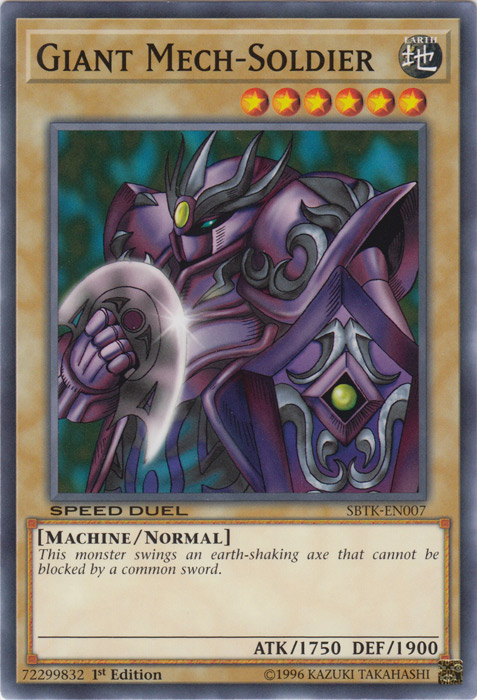 GIANT MECH-SOLDIER
EARTH
地
SPEED DUEL
SBTK-EN007
[MACHINE/NORMAL]
This monster swings an earth-shaking axe that cannot be
blocked by a common sword.
ATK/1750 DEF/1900
72299832 1st Edition
©1996 KAZUKI TAKAHASHI